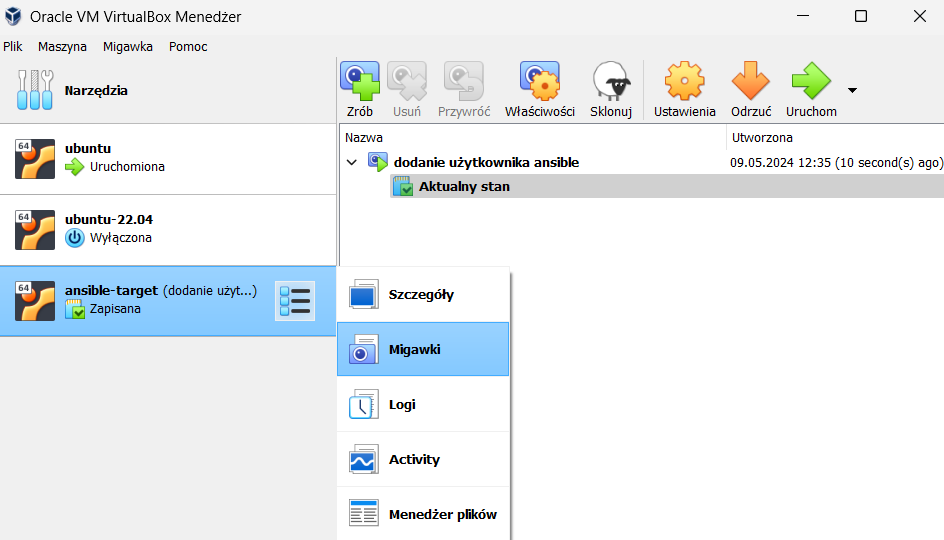 Oracle VM VirtualBox Menedżer
Plik Maszyna Migawka Pomoc
Narzędzia
Zrób Usuń Przywróć Właściwości Sklonuj Ustawienia Odrzuć Uruchom
64
ubuntu
Uruchomiona
64
ubuntu-22.04
Wyłączona
64
ansible-target (dodanie użyt...)
Zapisana
Nazwa Utworzona
dodanie użytkownika ansible 09.05.2024 12:35 (10 second(s) ago)
Aktualny stan
Szczegóły
Migawki
Logi
Activity
Menedżer plików